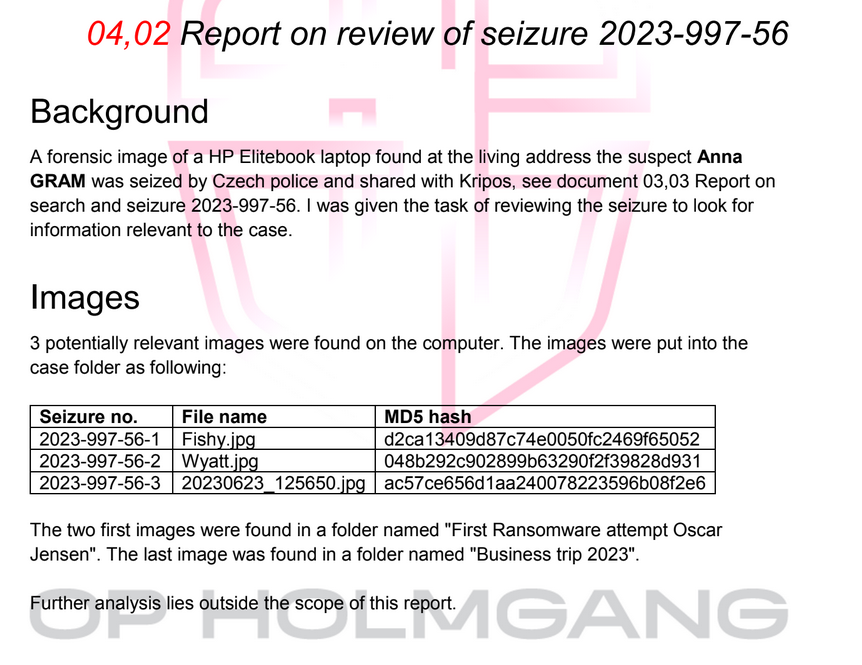 04,02 Report on review of seizure 2023-997-56
Background
A forensic image of a HP Elitebook laptop found at the living address the suspect Anna
GRAM was seized by Czech police and shared with Kripos, see document 03,03 Report on
search and seizure 2023-997-56. I was given the task of reviewing the seizure to look for
information relevant to the case.
Images
3 potentially relevant images were found on the computer. The images were put into the
case folder as following:
Seizure no. File name MD5 hash
2023-997-56-1 Fishy.jpg d2ca13409d87c74e0050fc2469f65052
2023-997-56-2 Wyatt.jpg 048b292c902899b63290f2f39828d931
2023-997-56-3 20230623_125650.jpg ac57ce656d1aa240078223596b08f2e6
The two first images were found in a folder named "First Ransomware attempt Oscar
Jensen". The last image was found in a folder named "Business trip 2023".
Further analysis lies outside the scope of this report.
OP HOLMGANG